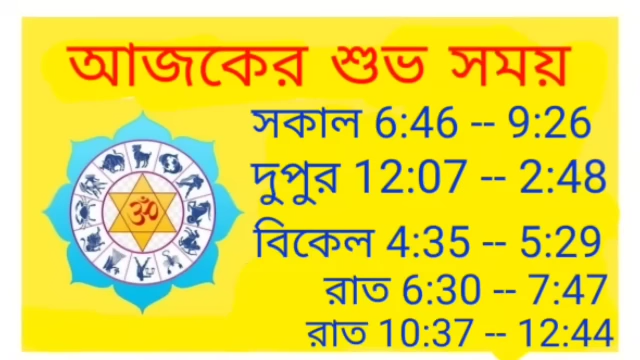 আজকের শুভ সময়
সকাল 6:46 -- 9:26
দুপুর 12:07 -- 2:48
ॐ
বিকেল 4:35 -- 5:29
রাত 6:30 -- 7:47
রাত 10:37 -- 12:44